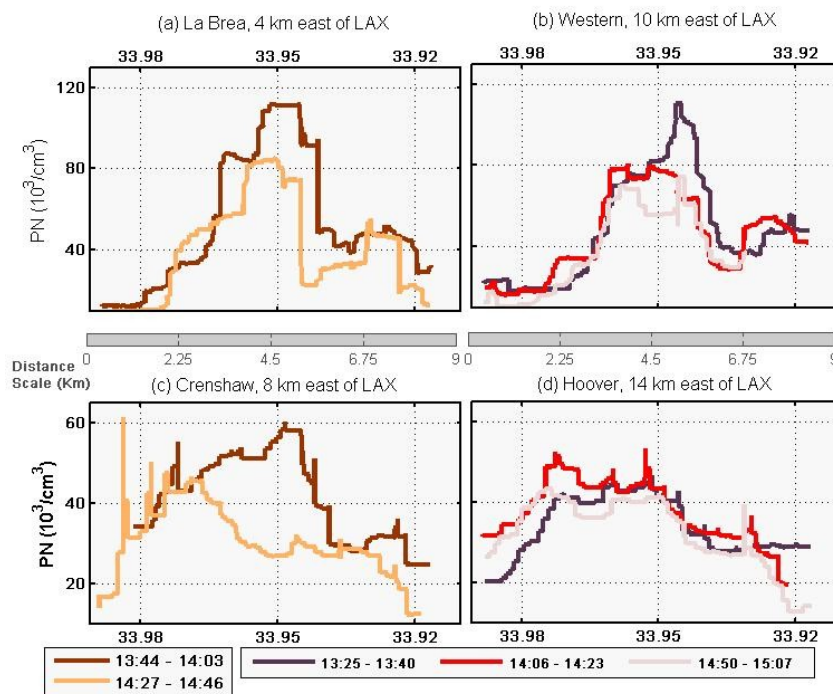 (a) La Brea, 4 km east of LAX
(b) Western, 10 km east of LAX
33.98 33.95 33.92
33.98 33.95 33.92
120
80
40
PN (10³/cm³)
Distance Scale (Km)
0 2.25 4.5 6.75 9
0 2.25 4.5 6.75 9
(c) Crenshaw, 8 km east of LAX
(d) Hoover, 14 km east of LAX
60
40
20
PN (10³/cm³)
33.98 33.95 33.92
33.98 33.95 33.92
13:44 - 14:03
14:27 - 14:46
13:25 - 13:40
14:06 - 14:23
14:50 - 15:07